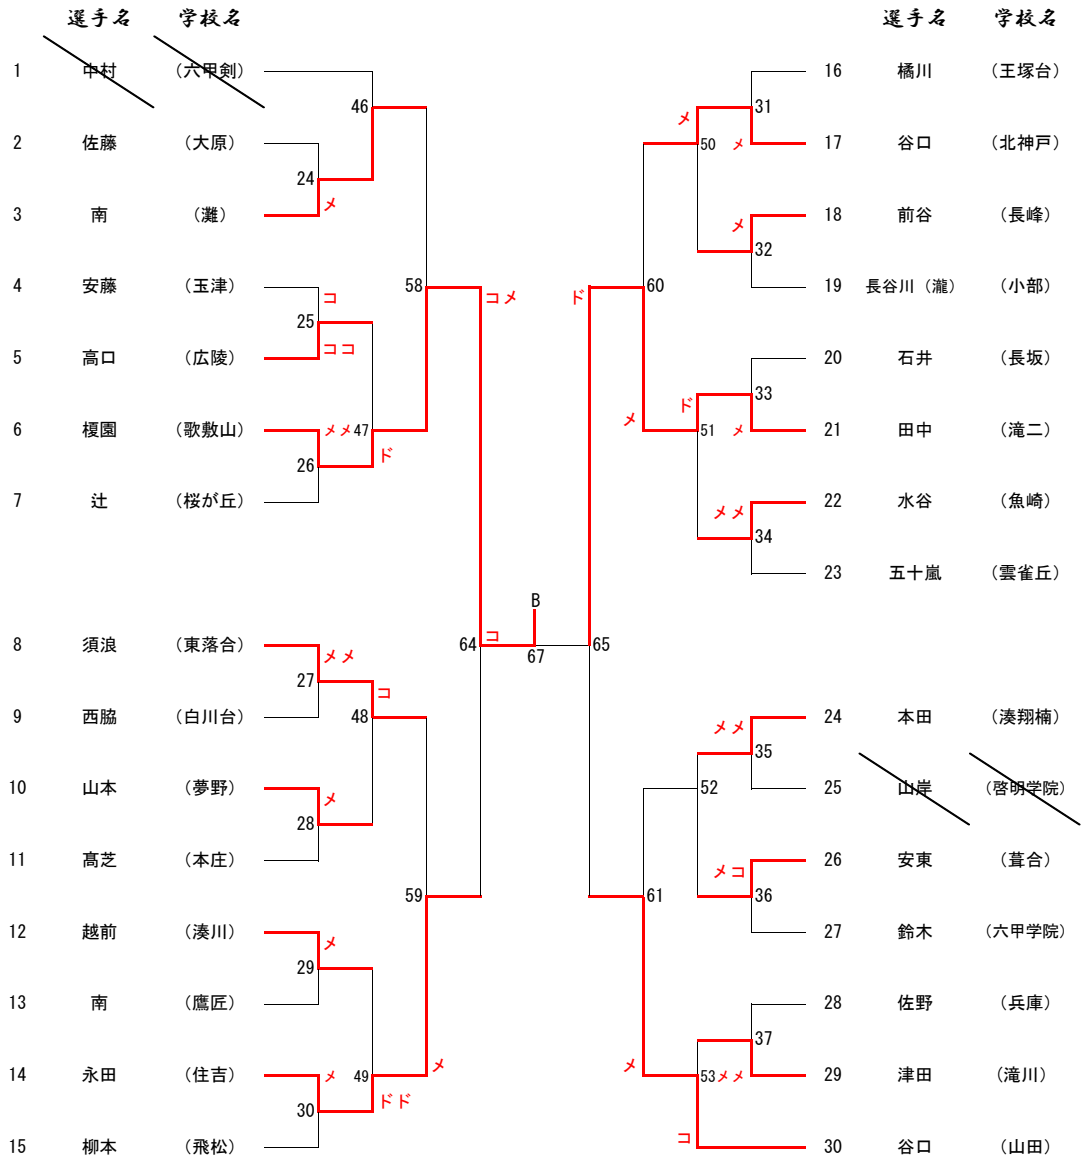 選手名 学校名 選手名 学校名
1 中村 (六甲剣) 16 橘川 (王塚台)
46 31
メ
2 佐藤 (大原) 50 メ 17 谷口 (北神戸)
24
メ
3 南 (灘) メ 18 前谷 (長峰)
32
4 安藤 (玉津) 58 60 19 長谷川(瀧) (小部)
コ コメ ド
25
ココ
5 高口 (広陵) 20 石井 (長坂)
33
ド
6 榎園 (歌敷山) メメ 47 メ 51 メ 21 田中 (滝二)
26 ド
7 辻 (桜が丘) メメ 22 水谷 (魚崎)
34
23 五十嵐 (雲雀丘)
B
8 須浪 (東落合) 64 コ 67 65
メメ
27 コ
9 西脇 (白川台) 48 メメ 24 本田 (湊翔楠)
35
10 山本 (夢野) メ 52 25 山岸 (啓明学院)
28
11 髙芝 (本庄) メコ 26 安東 (葺合)
59 61 36
12 越前 (湊川) メ 27 鈴木 (六甲学院)
29
13 南 (鷹匠) 28 佐野 (兵庫)
37
14 永田 (住吉) メ 49 メ メ 53 メメ 29 津田 (滝川)
30 ドド
コ
15 柳本 (飛松) 30 谷口 (山田)